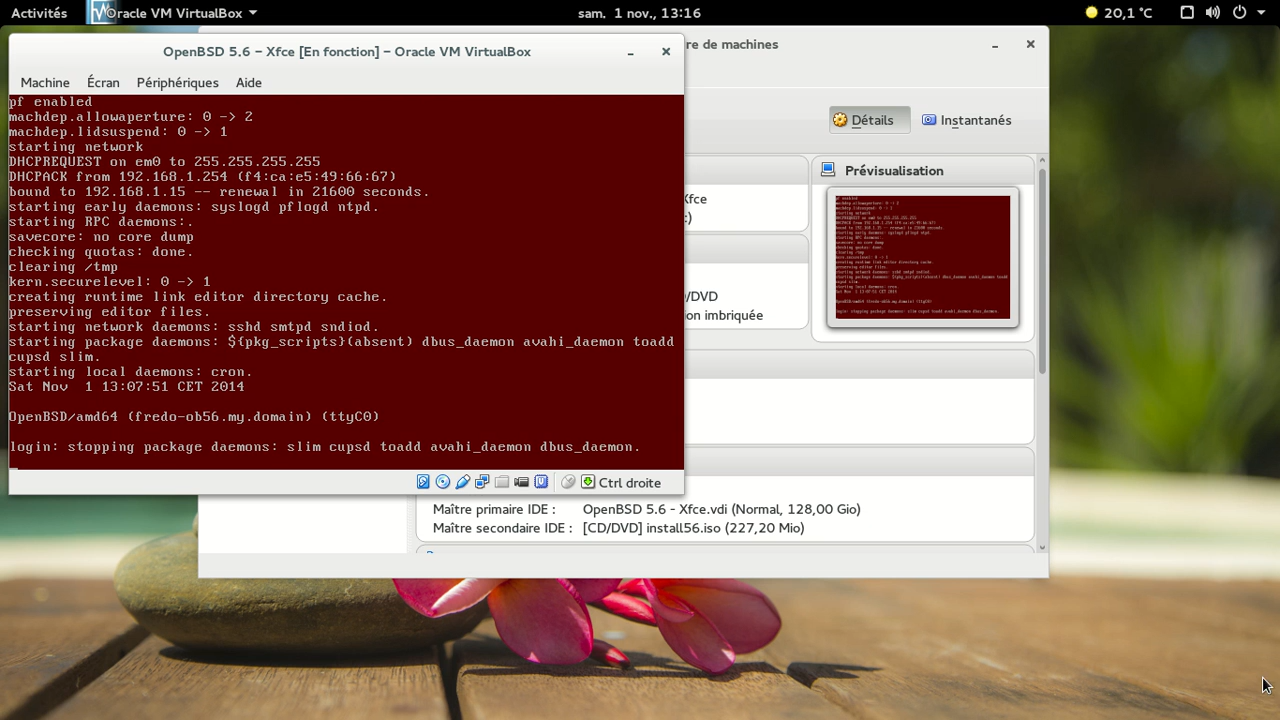 Activités
Oracle VM VirtualBox
sam. 1 nov., 13:16
20,1 °C
OpenBSD 5.6 – Xfce [En fonction] – Oracle VM VirtualBox
re de machines
Machine Écran Périphériques Aide
pf enabled
machdep.allowaperture: 0 -> 2
machdep.lidsuspend: 0 -> 1
starting network
DHCPREQUEST on em0 to 255.255.255.255
DHCPACK from 192.168.1.254 (f4:ca:e5:49:66:67)
bound to 192.168.1.15 -- renewal in 21600 seconds.
starting early daemons: syslogd pflogd ntpd.
starting RPC daemons:
savecore: no core dump
checking quotas: done.
clearing /tmp
kern.securelevel: 0 -> 1
creating runtime link editor directory cache.
preserving editor files.
starting network daemons: sshd smtpd sndiod.
starting package daemons: ${pkg_scripts}(absent) dbus_daemon avahi_daemon toadd
cupsd slim.
starting local daemons: cron.
Sat Nov  1 13:07:51 CET 2014
OpenBSD/amd64 (fredo-ob56.my.domain) (ttyC0)
login: stopping package daemons: slim cupsd toadd avahi_daemon dbus_daemon.
Ctrl droite
Détails
Instantanés
Xfce
Prévisualisation
/DVD
on imbriquée
Maître primaire IDE : OpenBSD 5.6 - Xfce.vdi (Normal, 128,00 Gio)
Maître secondaire IDE : [CD/DVD] install56.iso (227,20 Mio)